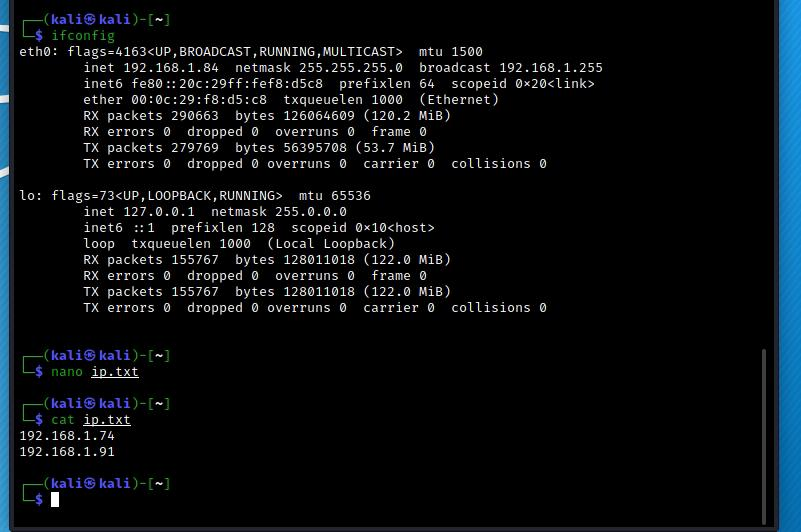 ┌──(kali㉿kali)-[~]
└─$ ifconfig
eth0: flags=4163<UP,BROADCAST,RUNNING,MULTICAST>  mtu 1500
        inet 192.168.1.84  netmask 255.255.255.0  broadcast 192.168.1.255
        inet6 fe80::20c:29ff:fef8:d5c8  prefixlen 64  scopeid 0×20<link>
        ether 00:0c:29:f8:d5:c8  txqueuelen 1000  (Ethernet)
        RX packets 290663  bytes 126064609 (120.2 MiB)
        RX errors 0  dropped 0  overruns 0  frame 0
        TX packets 279769  bytes 56395708 (53.7 MiB)
        TX errors 0  dropped 0 overruns 0  carrier 0  collisions 0

lo: flags=73<UP,LOOPBACK,RUNNING>  mtu 65536
        inet 127.0.0.1  netmask 255.0.0.0
        inet6 ::1  prefixlen 128  scopeid 0×10<host>
        loop  txqueuelen 1000  (Local Loopback)
        RX packets 155767  bytes 128011018 (122.0 MiB)
        RX errors 0  dropped 0  overruns 0  frame 0
        TX packets 155767  bytes 128011018 (122.0 MiB)
        TX errors 0  dropped 0 overruns 0  carrier 0  collisions 0

┌──(kali㉿kali)-[~]
└─$ nano ip.txt

┌──(kali㉿kali)-[~]
└─$ cat ip.txt
192.168.1.74
192.168.1.91

┌──(kali㉿kali)-[~]
└─$